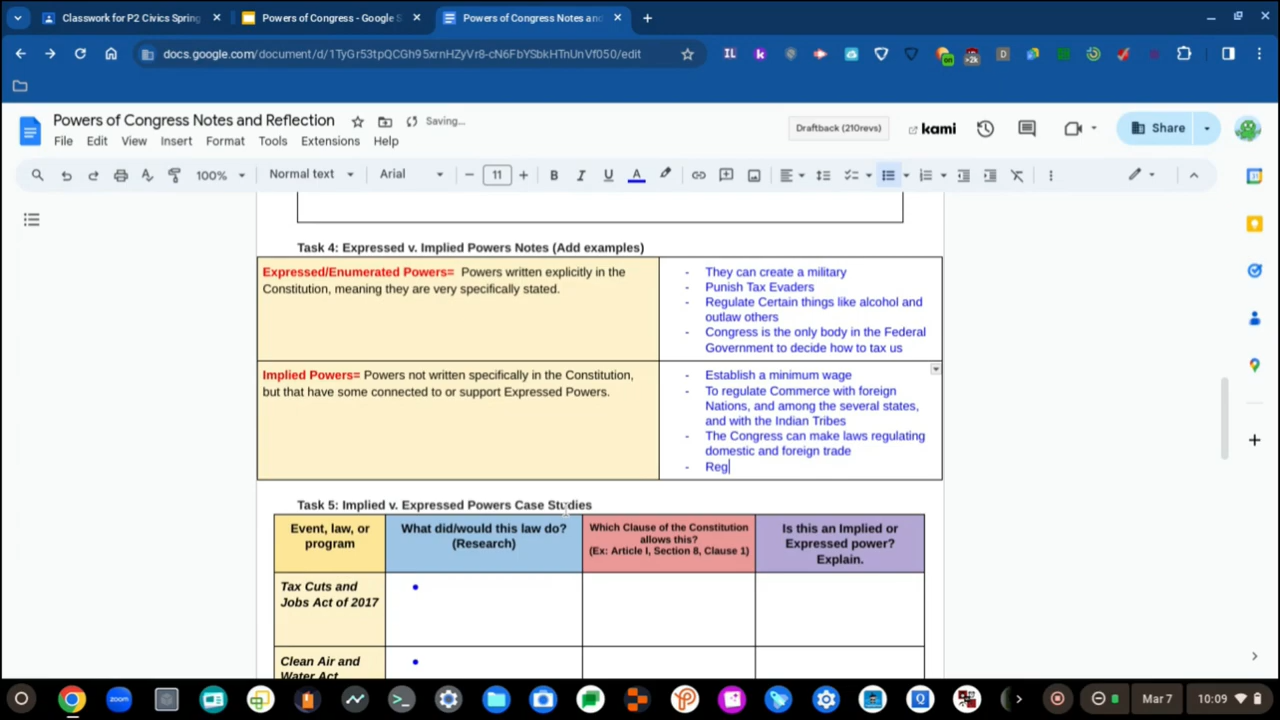 Classwork for P2 Civics Spring
Powers of Congress - Google S
Powers of Congress Notes and
docs.google.com/document/d/1TyGr53tpQCGh95xrnHZyVr8-cN6FbYSbkHTnUnVf050/edit
Powers of Congress Notes and Reflection
Saving...
File Edit View Insert Format Tools Extensions Help
Draftback (210revs)
kami
Share
100%
Normal text
Arial
11
Task 4: Expressed v. Implied Powers Notes (Add examples)
Expressed/Enumerated Powers= Powers written explicitly in the
Constitution, meaning they are very specifically stated.
- They can create a military
- Punish Tax Evaders
- Regulate Certain things like alcohol and
outlaw others
- Congress is the only body in the Federal
Government to decide how to tax us
Implied Powers= Powers not written specifically in the Constitution,
but that have some connected to or support Expressed Powers.
- Establish a minimum wage
- To regulate Commerce with foreign
Nations, and among the several states,
and with the Indian Tribes
- The Congress can make laws regulating
domestic and foreign trade
- Reg
Task 5: Implied v. Expressed Powers Case Studies
Event, law, or
program
What did/would this law do?
(Research)
Which Clause of the Constitution
allows this?
(Ex: Article I, Section 8, Clause 1)
Is this an Implied or
Expressed power?
Explain.
Tax Cuts and
Jobs Act of 2017
Clean Air and
Water Act
Mar 7
10:09